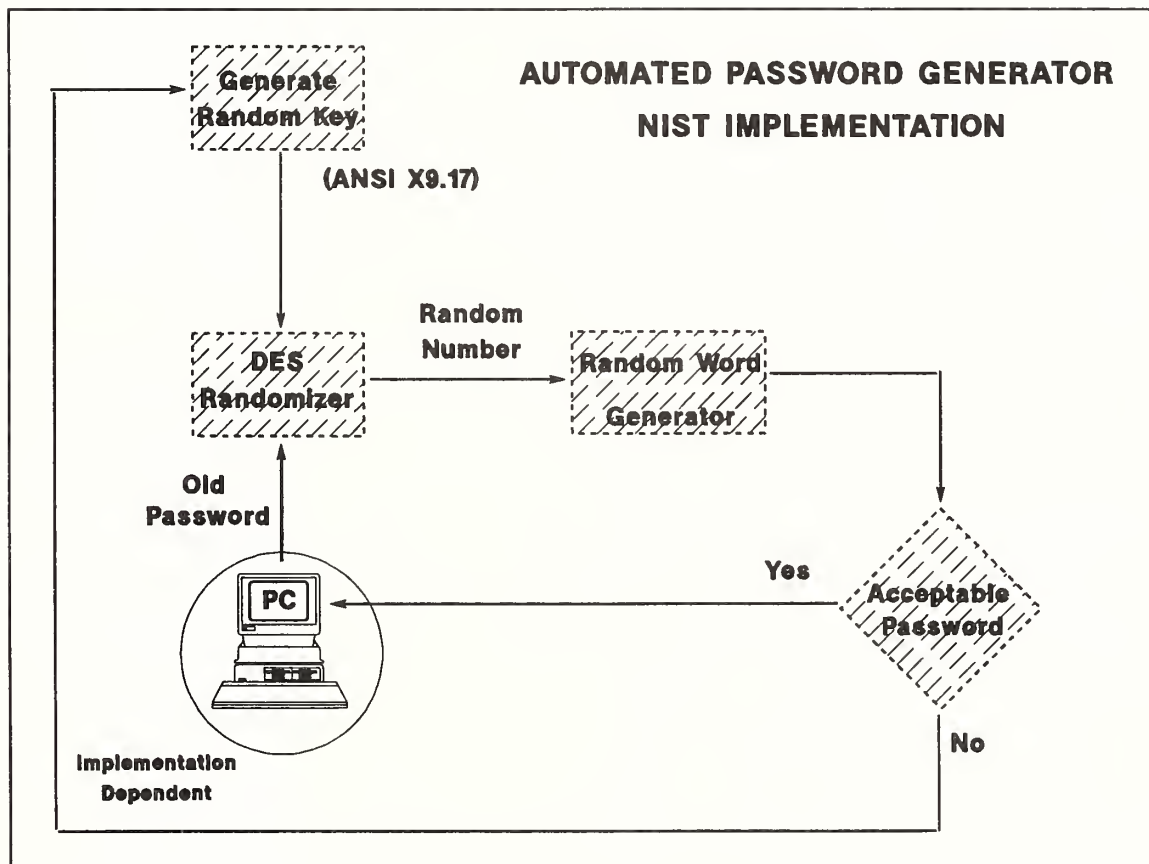 AUTOMATED PASSWORD GENERATOR
NIST IMPLEMENTATION
Generate
Random Key
(ANSI X9.17)
DES
Randomizer
Random
Number
Random Word
Generator
Old
Password
PC
Yes
Acceptable
Password
No
Implementation
Dependent